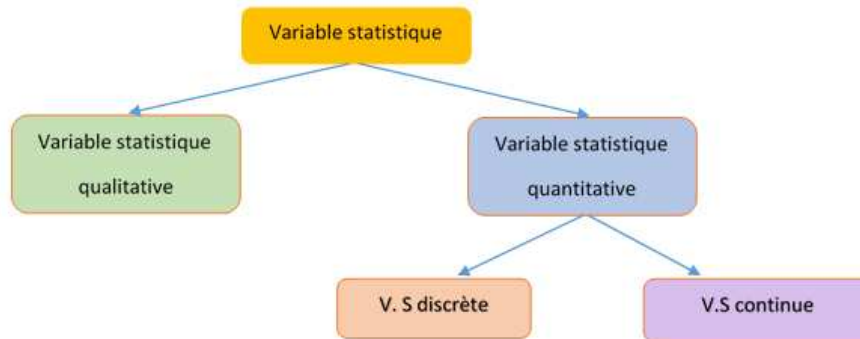 Variable statistique
Variable statistique
qualitative
Variable statistique
quantitative
V. S discrète
V.S continue